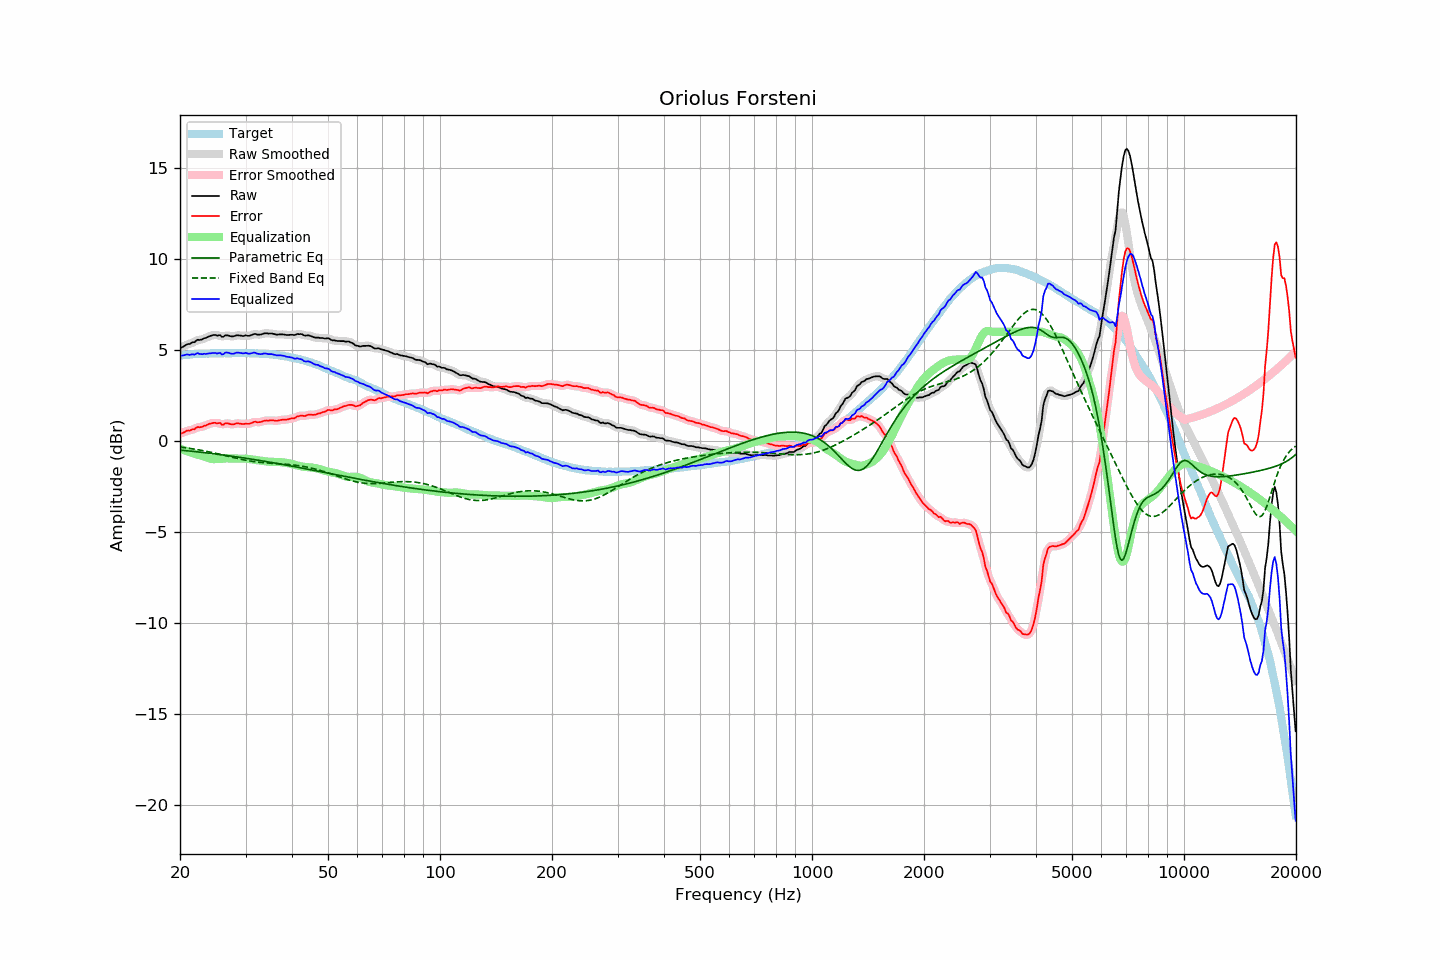 Oriolus Forsteni
Target
Raw Smoothed
Error Smoothed
Raw
Error
Equalization
Parametric Eq
Fixed Band Eq
Equalized
Amplitude (dBr)
15
10
5
0
−5
−10
−15
−20
20 50 100 200 500 1000 2000 5000 10000 20000
Frequency (Hz)